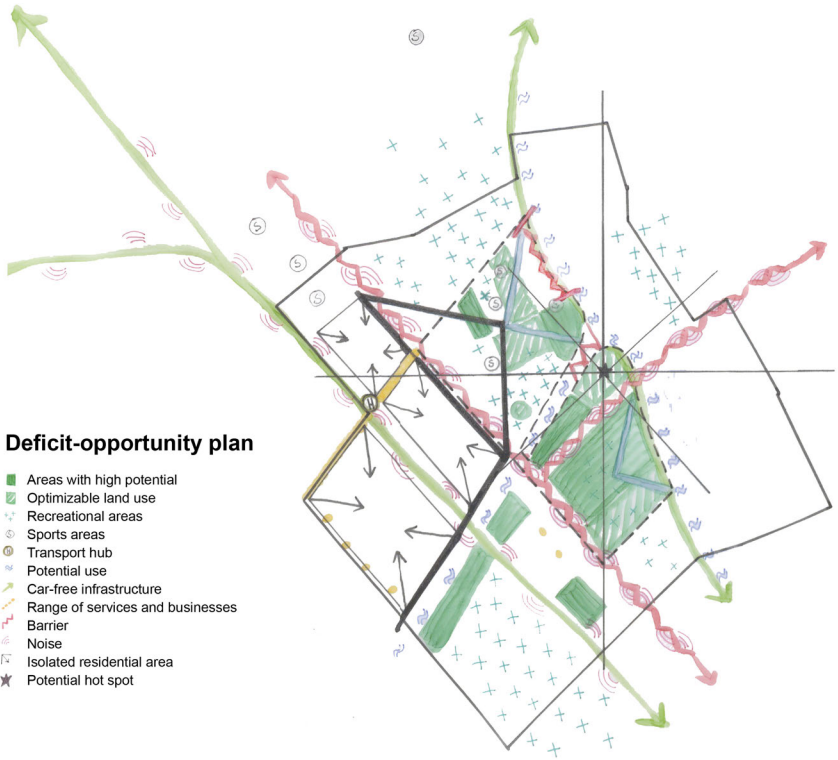 S
S
S
S
S
S
S
H
Deficit-opportunity plan
Areas with high potential
Optimizable land use
Recreational areas
S Sports areas
H Transport hub
Potential use
Car-free infrastructure
Range of services and businesses
Barrier
Noise
Isolated residential area
Potential hot spot